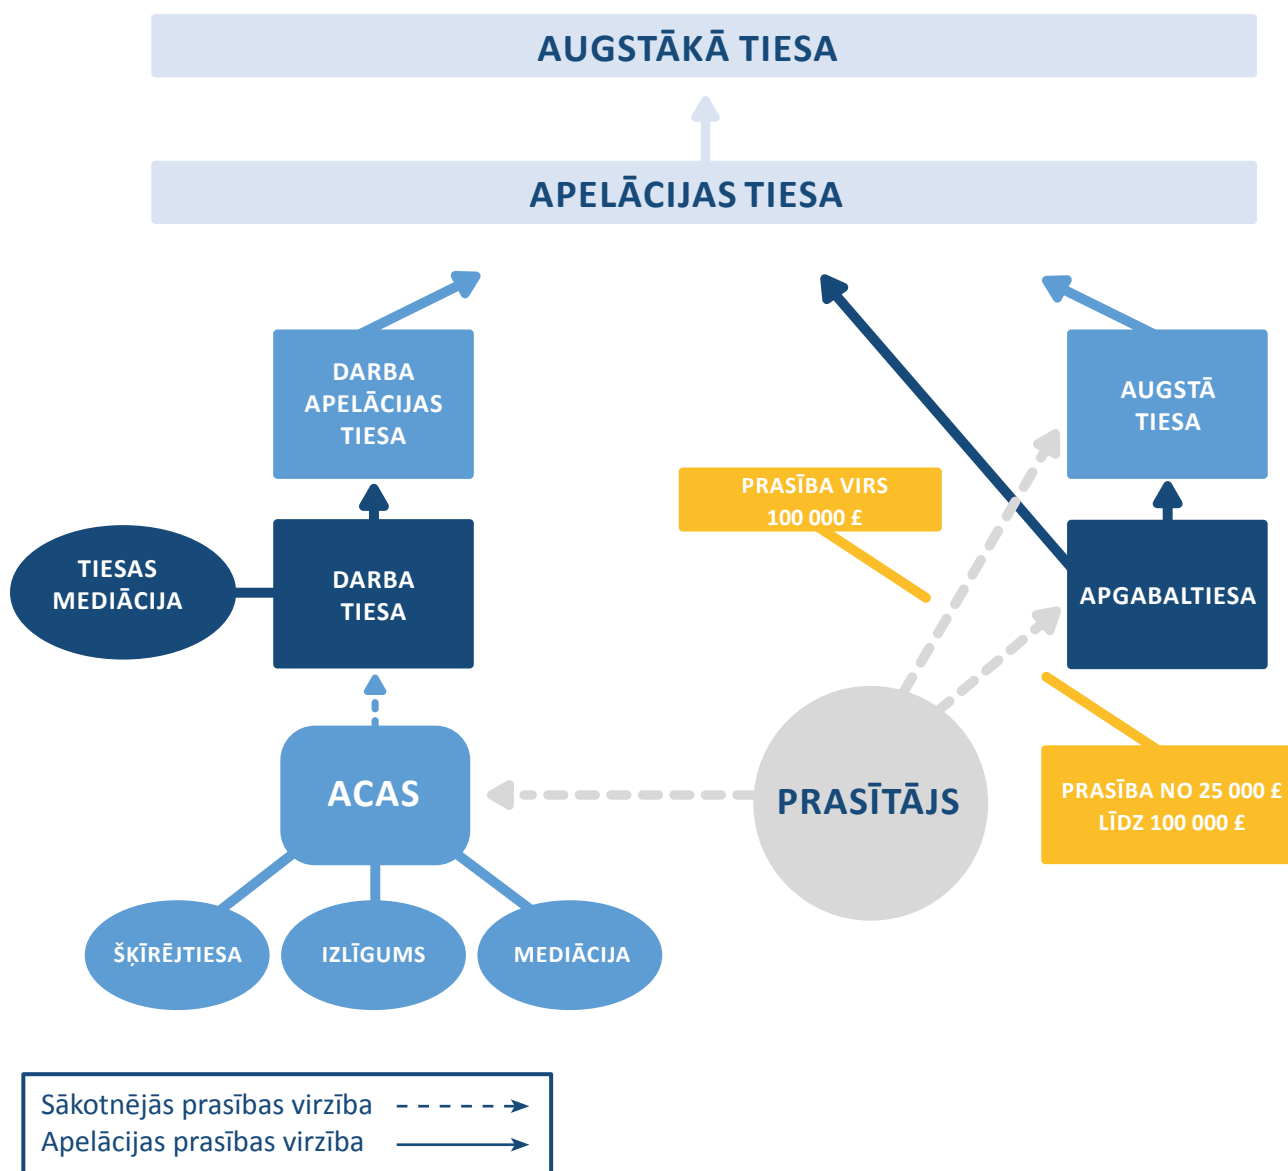 AUGSTĀKĀ TIESA
APELĀCIJAS TIESA
DARBA
APELĀCIJAS
TIESA
AUGSTĀ
TIESA
PRASĪBA VIRS
100 000 £
TIESAS
MEDIĀCIJA
DARBA
TIESA
APGABALTIESA
ACAS
PRASĪTĀJS
PRASĪBA NO 25 000 £
LĪDZ 100 000 £
ŠĶĪRĒJTIESA
IZLĪGUMS
MEDIĀCIJA
Sākotnējās prasības virzība
Apelācijas prasības virzība